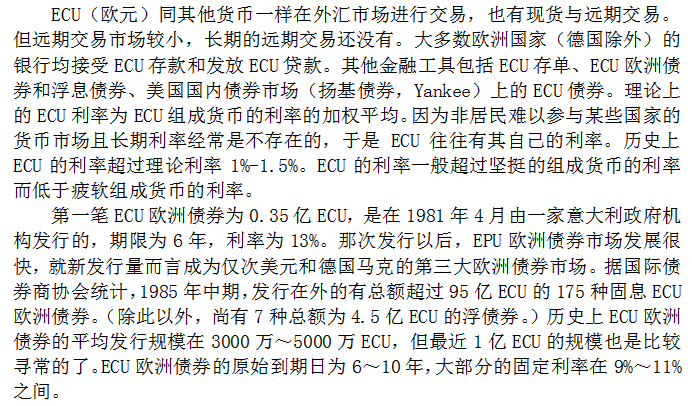 ECU（欧元）同其他货币一样在外汇市场进行交易，也有现货与远期交易。
但远期交易市场较小，长期的远期交易还没有。大多数欧洲国家（德国除外）的
银行均接受 ECU 存款和发放 ECU 贷款。其他金融工具包括 ECU 存单、ECU 欧洲债
券和浮息债券、美国国内债券市场（扬基债券，Yankee）上的 ECU 债券。理论上
的 ECU 利率为 ECU 组成货币的利率的加权平均。因为非居民难以参与某些国家的
货币市场且长期利率经常是不存在的，于是 ECU 往往有其自己的利率。历史上
ECU 的利率超过理论利率 1%-1.5%。ECU 的利率一般超过坚挺的组成货币的利率
而低于疲软组成货币的利率。
第一笔 ECU 欧洲债券为 0.35 亿 ECU，是在 1981 年 4 月由一家意大利政府机
构发行的，期限为 6 年，利率为 13%。那次发行以后，EPU 欧洲债券市场发展很
快，就新发行量而言成为仅次美元和德国马克的第三大欧洲债券市场。据国际债
券商协会统计，1985 年中期，发行在外的有总额超过 95 亿 ECU 的 175 种固息 ECU
欧洲债券。（除此以外，尚有 7 种总额为 4.5 亿 ECU 的浮债券。）历史上 ECU 欧洲
债券的平均发行规模在 3000 万～5000 万 ECU，但最近 1 亿 ECU 的规模也是比较
寻常的了。ECU 欧洲债券的原始到期日为 6～10 年，大部分的固定利率在 9%～11%
之间。